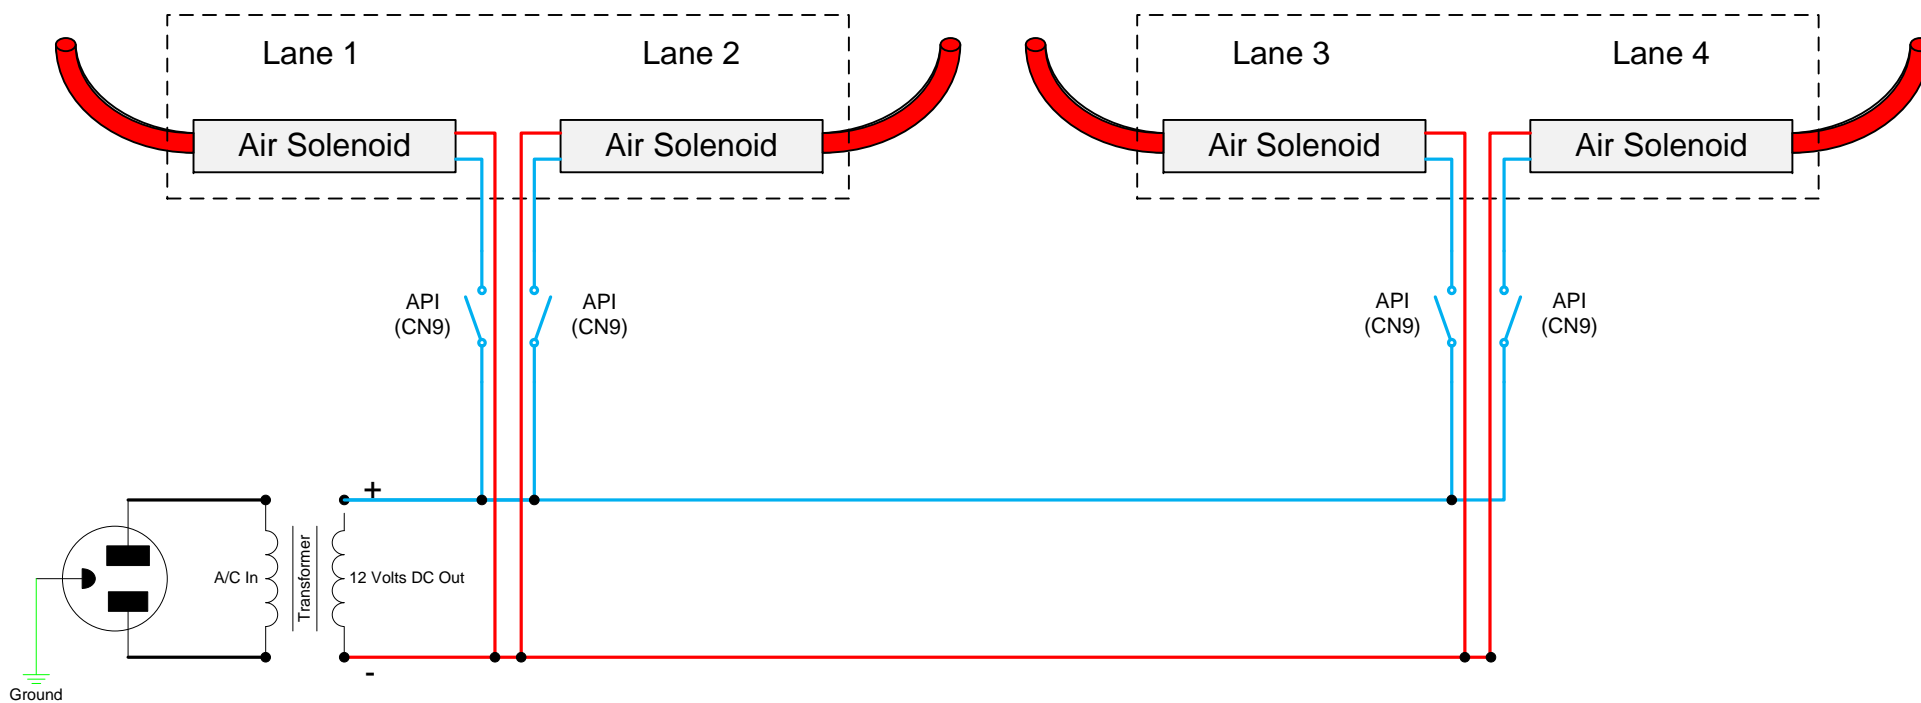 Lane 1
Lane 2
Lane 3
Lane 4
Air Solenoid
Air Solenoid
Air Solenoid
Air Solenoid
API
(CN9)
API
(CN9)
API
(CN9)
API
(CN9)
+
A/C In
Transformer
12 Volts DC Out
-
Ground